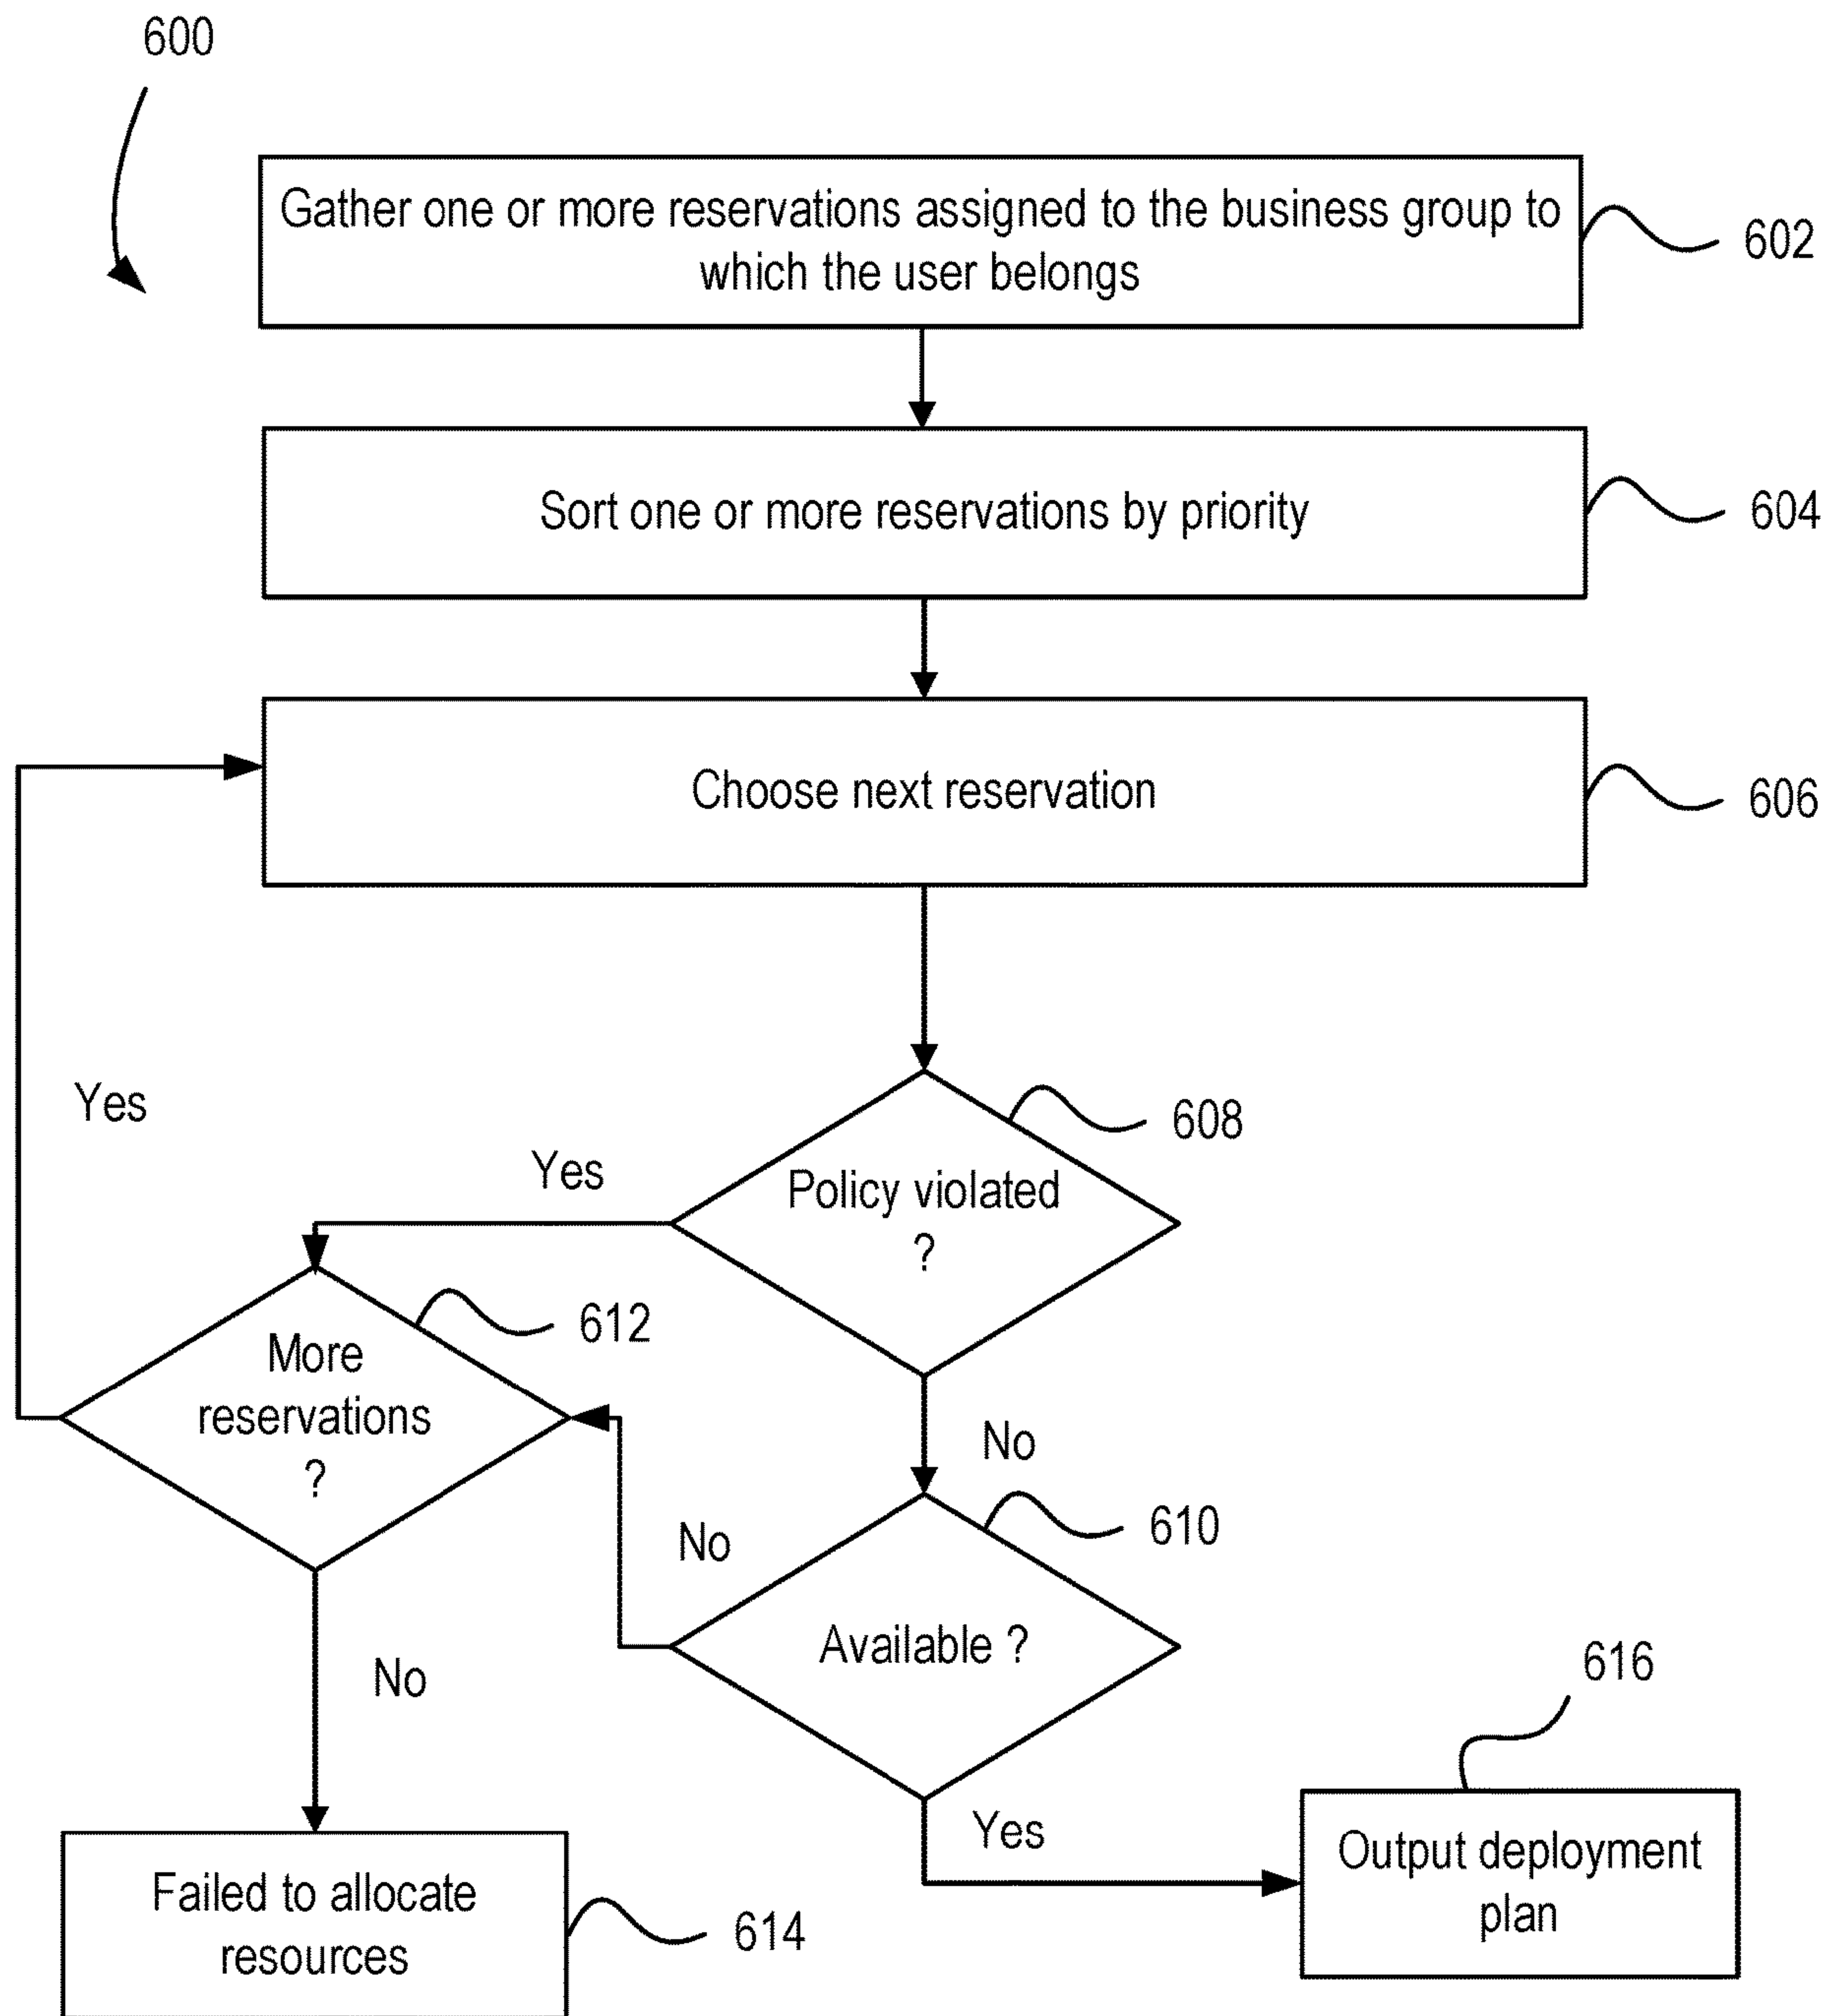 600
Gather one or more reservations assigned to the business group to
which the user belongs
602
Sort one or more reservations by priority
604
Choose next reservation
606
Yes
608
Yes
Policy violated
?
612
More
reservations
?
No
610
No
Available ?
616
No
Yes
Output deployment
plan
Failed to allocate
resources
614